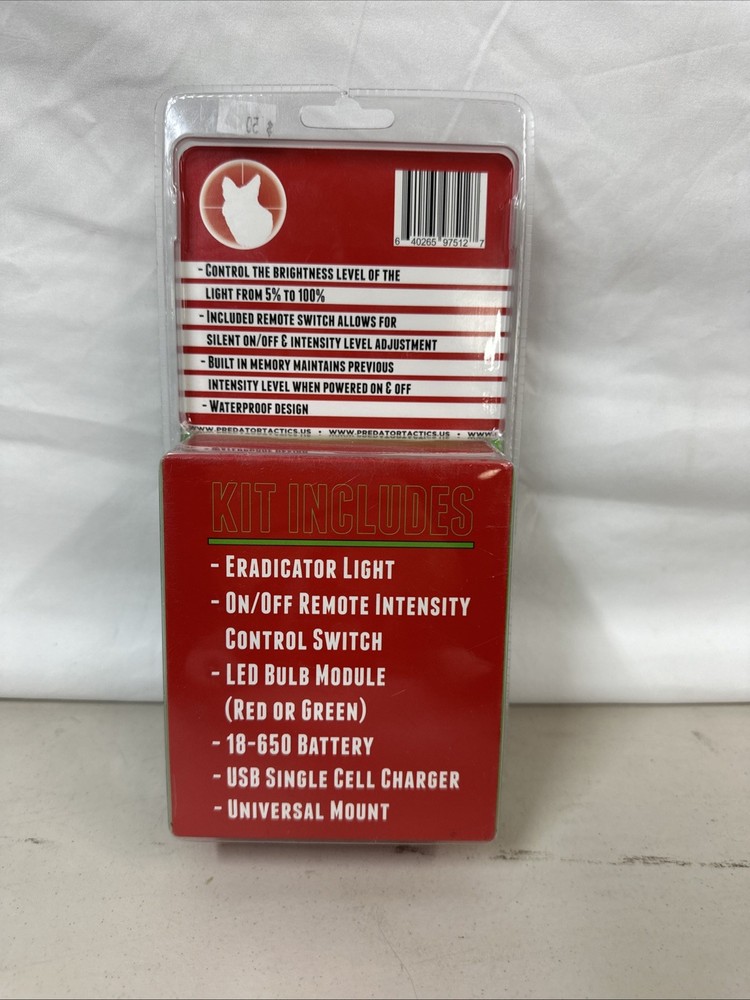 $ 50
6 40265 97512 7
- CONTROL THE BRIGHTNESS LEVEL OF THE
LIGHT FROM 5% TO 100%
- INCLUDED REMOTE SWITCH ALLOWS FOR
SILENT ON/OFF & INTENSITY LEVEL ADJUSTMENT
- BUILT IN MEMORY MAINTAINS PREVIOUS
INTENSITY LEVEL WHEN POWERED ON & OFF
- WATERPROOF DESIGN
WWW.PREDATORTACTICS.US • WWW.PREDATORTACTICS.US • WWW.
KIT INCLUDES
- ERADICATOR LIGHT
- ON/OFF REMOTE INTENSITY
CONTROL SWITCH
- LED BULB MODULE
(RED OR GREEN)
- 18-650 BATTERY
- USB SINGLE CELL CHARGER
- UNIVERSAL MOUNT